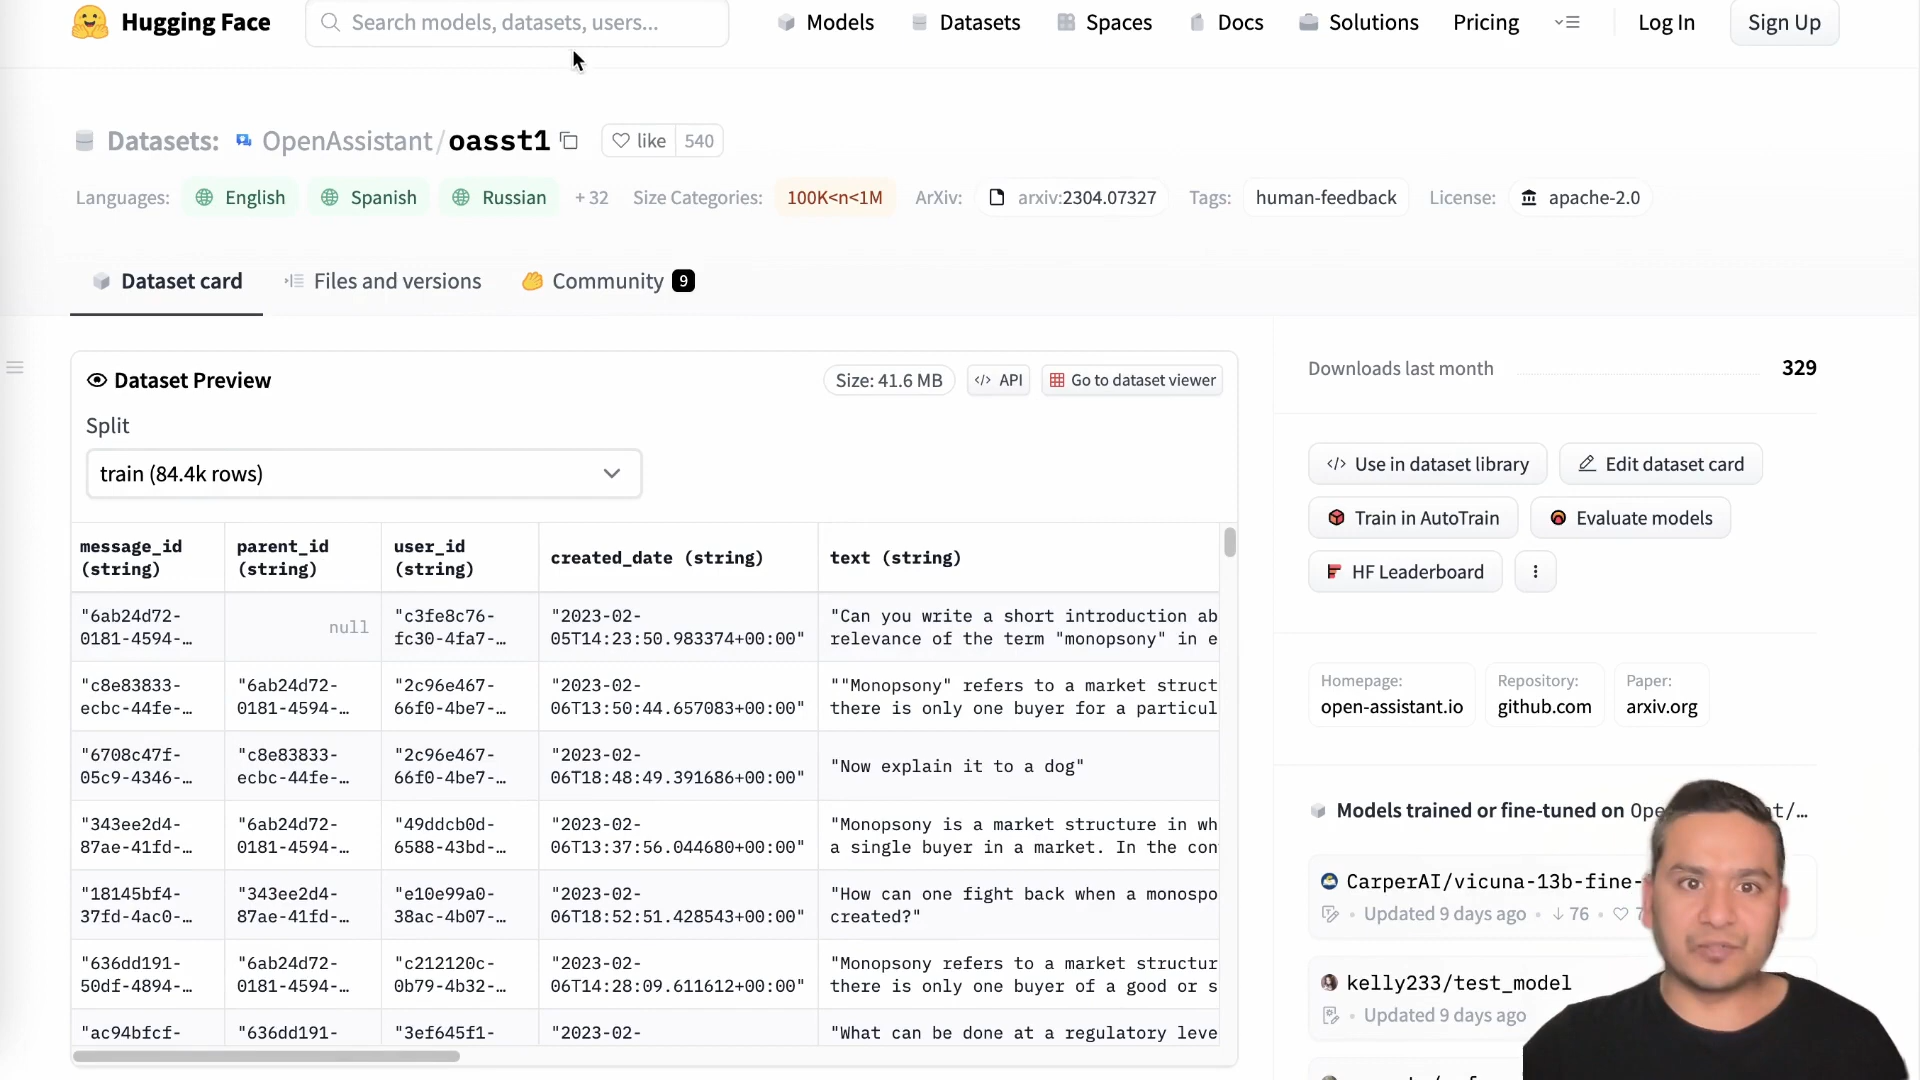 Hugging Face
Search models, datasets, users...
Models
Datasets
Spaces
Docs
Solutions
Pricing
Log In
Sign Up
Datasets: OpenAssistant/oasst1
like 540
Languages: English Spanish Russian + 32 Size Categories: 100K<n<1M ArXiv: arxiv:2304.07327 Tags: human-feedback License: apache-2.0
Dataset card
Files and versions
Community 9
Dataset Preview
Size: 41.6 MB
API
Go to dataset viewer
Split
train (84.4k rows)
message_id (string)
parent_id (string)
user_id (string)
created_date (string)
text (string)
"6ab24d72-
0181-4594-…
null
"c3fe8c76-
fc30-4fa7-…
"2023-02-
05T14:23:50.983374+00:00"
"Can you write a short introduction ab
relevance of the term "monopsony" in e
"c8e83833-
ecbc-44fe-…
"6ab24d72-
0181-4594-…
"2c96e467-
66f0-4be7-…
"2023-02-
06T13:50:44.657083+00:00"
""Monopsony" refers to a market struct
there is only one buyer for a particul
"6708c47f-
05c9-4346-…
"c8e83833-
ecbc-44fe-…
"2c96e467-
66f0-4be7-…
"2023-02-
06T18:48:49.391686+00:00"
"Now explain it to a dog"
"343ee2d4-
87ae-41fd-…
"6ab24d72-
0181-4594-…
"49ddcb0d-
6588-43bd-…
"2023-02-
06T13:37:56.044680+00:00"
"Monopsony is a market structure in wh
a single buyer in a market. In the con
"18145bf4-
37fd-4ac0-…
"343ee2d4-
87ae-41fd-…
"e10e99a0-
38ac-4b07-…
"2023-02-
06T18:52:51.428543+00:00"
"How can one fight back when a monospo
created?"
"636dd191-
50df-4894-…
"6ab24d72-
0181-4594-…
"c212120c-
0b79-4b32-…
"2023-02-
06T14:28:09.611612+00:00"
"Monopsony refers to a market structur
there is only one buyer of a good or s
"ac94bfcf-
"636dd191-
"3ef645f1-
"2023-02-
"What can be done at a regulatory leve
Downloads last month 329
Use in dataset library
Edit dataset card
Train in AutoTrain
Evaluate models
HF Leaderboard
Homepage:
open-assistant.io
Repository:
github.com
Paper:
arxiv.org
Models trained or fine-tuned on
CarperAI/vicuna-13b-fine-
Updated 9 days ago 76
kelly233/test_model
Updated 9 days ago